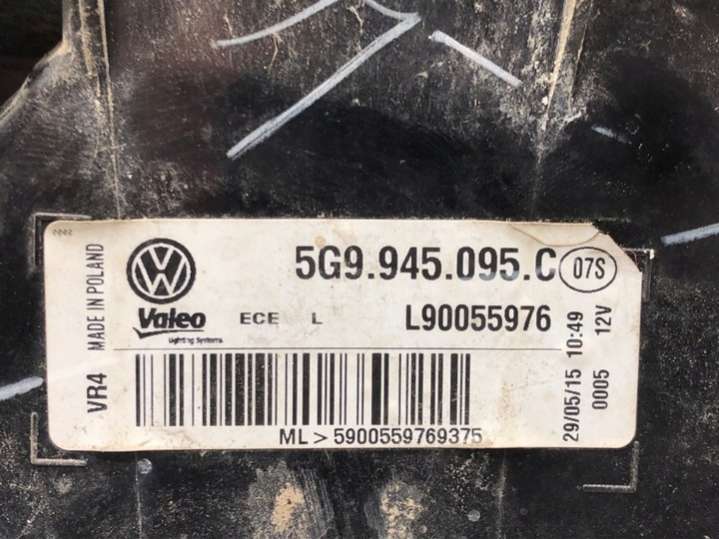 MADE IN POLAND
VR4
VW
Valeo
Lighting Systems
5G9.945.095.C
07S
ECE L
L90055976
ML>5900559769375
29/05/15 10:49
0005 12V